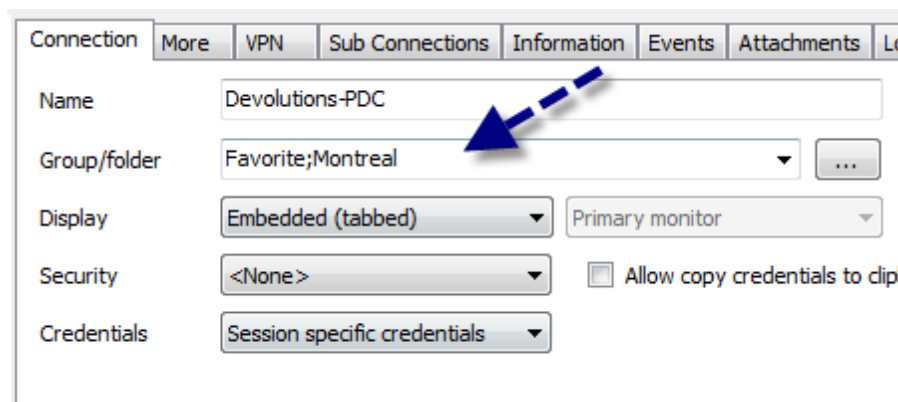 Connection More VPN Sub Connections Information Events Attachments
Name Devolutions-PDC
Group/folder Favorite;Montreal ...
Display Embedded (tabbed) Primary monitor
Security <None> Allow copy credentials to
Credentials Session specific credentials